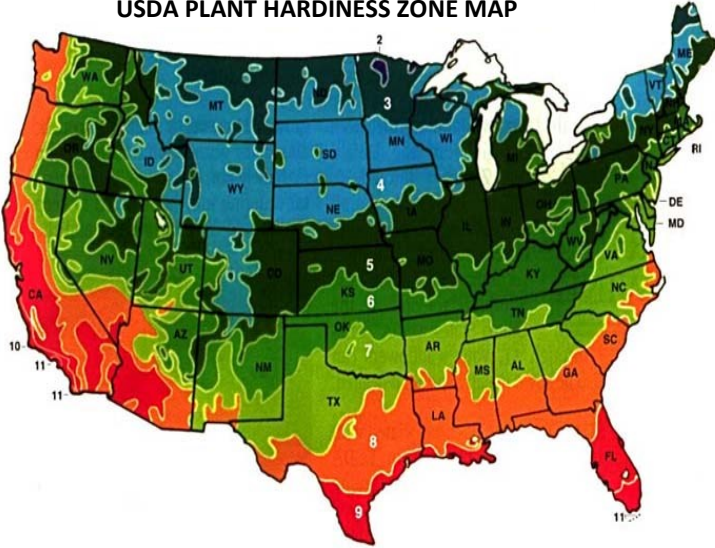 USDA PLANT HARDINESS ZONE MAP
2
WA
MT
3
ME
VT
OR
ID
MN
WI
MI
NY
RI
SD
WY
4
PA
NE
IA
DE
MD
NV
UT
CO
IL
IN
OH
WV
VA
5
MO
KS
KY
CA
6
NC
TN
OK
AZ
NM
7
AR
SC
10
MS
AL
GA
11
TX
LA
11
8
FL
9
11